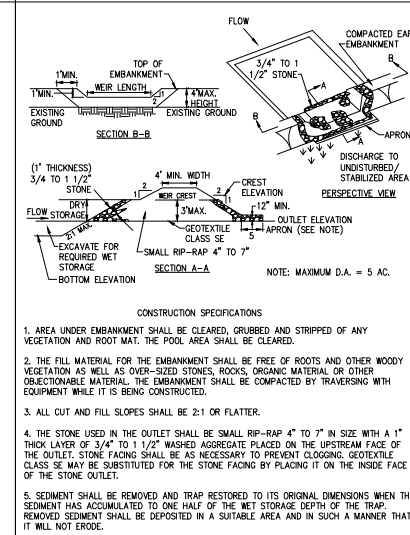 FLOW
COMPACTED EAR
EMBANKMENT
3/4" TO 1
1/2" STONE
A
B
B
A
APRON
DISCHARGE TO
UNDISTURBED/
STABILIZED AREA
PERSPECTIVE VIEW
TOP OF
EMBANKMENT
1'MIN.
WEIR LENGTH
1'MIN.
1
2
4'MAX.
HEIGHT
EXISTING
GROUND
EXISTING GROUND
SECTION B-B
(1' THICKNESS)
3/4 TO 1 1/2"
STONE
4' MIN. WIDTH
2
1
WEIR CREST
2
1
CREST
ELEVATION
DRY
STORAGE
3'MAX.
12" MIN.
FLOW
OUTLET ELEVATION
2:1 MAX.
GEOTEXTILE
CLASS SE
5
APRON (SEE NOTE)
EXCAVATE FOR
REQUIRED WET
STORAGE
SMALL RIP-RAP 4" TO 7"
BOTTOM ELEVATION
SECTION A-A
NOTE: MAXIMUM D.A. = 5 AC.
CONSTRUCTION SPECIFICATIONS
1. AREA UNDER EMBANKMENT SHALL BE CLEARED, GRUBBED AND STRIPPED OF ANY
VEGETATION AND ROOT MAT. THE POOL AREA SHALL BE CLEARED.
2. THE FILL MATERIAL FOR THE EMBANKMENT SHALL BE FREE OF ROOTS AND OTHER WOODY
VEGETATION AS WELL AS OVER-SIZED STONES, ROCKS, ORGANIC MATERIAL OR OTHER
OBJECTIONABLE MATERIAL. THE EMBANKMENT SHALL BE COMPACTED BY TRAVERSING WITH
EQUIPMENT WHILE IT IS BEING CONSTRUCTED.
3. ALL CUT AND FILL SLOPES SHALL BE 2:1 OR FLATTER.
4. THE STONE USED IN THE OUTLET SHALL BE SMALL RIP-RAP 4" TO 7" IN SIZE WITH A 1"
THICK LAYER OF 3/4" TO 1 1/2" WASHED AGGREGATE PLACED ON THE UPSTREAM FACE OF
THE OUTLET. STONE FACING SHALL BE AS NECESSARY TO PREVENT CLOGGING. GEOTEXTILE
CLASS SE MAY BE SUBSTITUTED FOR THE STONE FACING BY PLACING IT ON THE INSIDE FACE
OF THE STONE OUTLET.
5. SEDIMENT SHALL BE REMOVED AND TRAP RESTORED TO ITS ORIGINAL DIMENSIONS WHEN TH
SEDIMENT HAS ACCUMULATED TO ONE HALF OF THE WET STORAGE DEPTH OF THE TRAP.
REMOVED SEDIMENT SHALL BE DEPOSITED IN A SUITABLE AREA AND IN SUCH A MANNER THAT
IT WILL NOT ERODE.